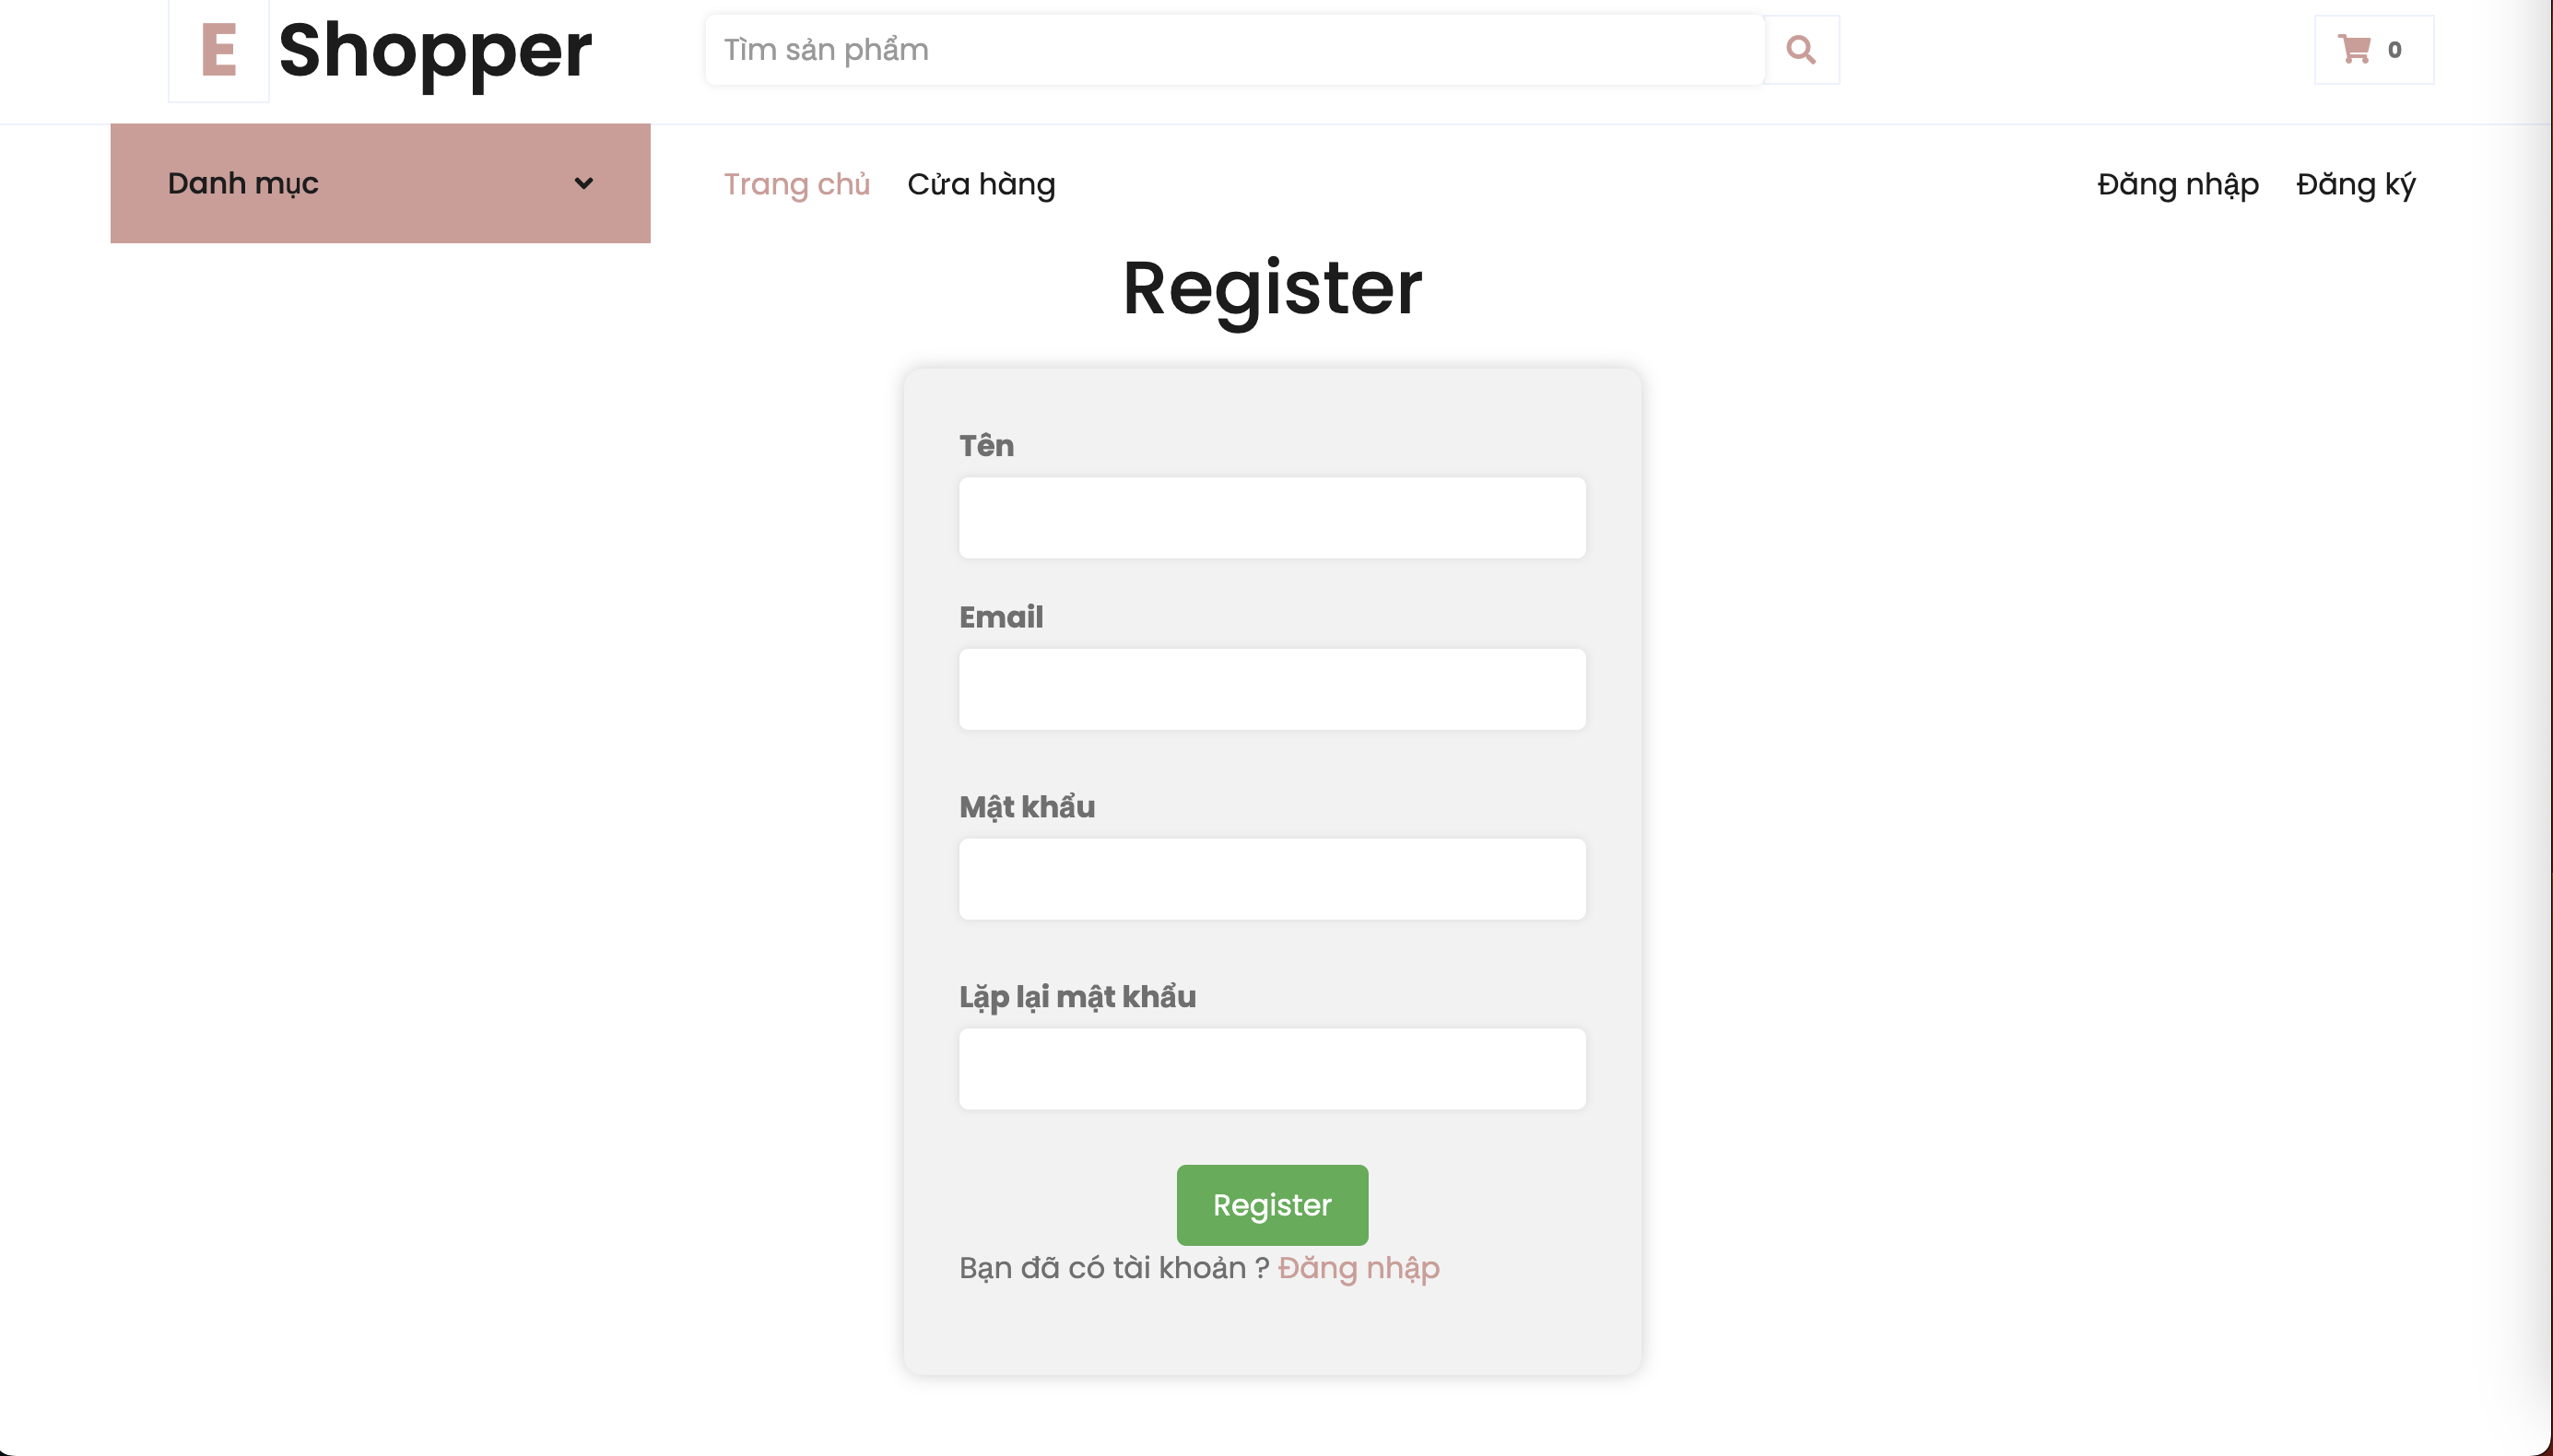 E Shopper
Tìm sản phẩm
0
Danh mục
Trang chủ Cửa hàng
Đăng nhập Đăng ký
Register
Tên
Email
Mật khẩu
Lặp lại mật khẩu
Register
Bạn đã có tài khoản ? Đăng nhập